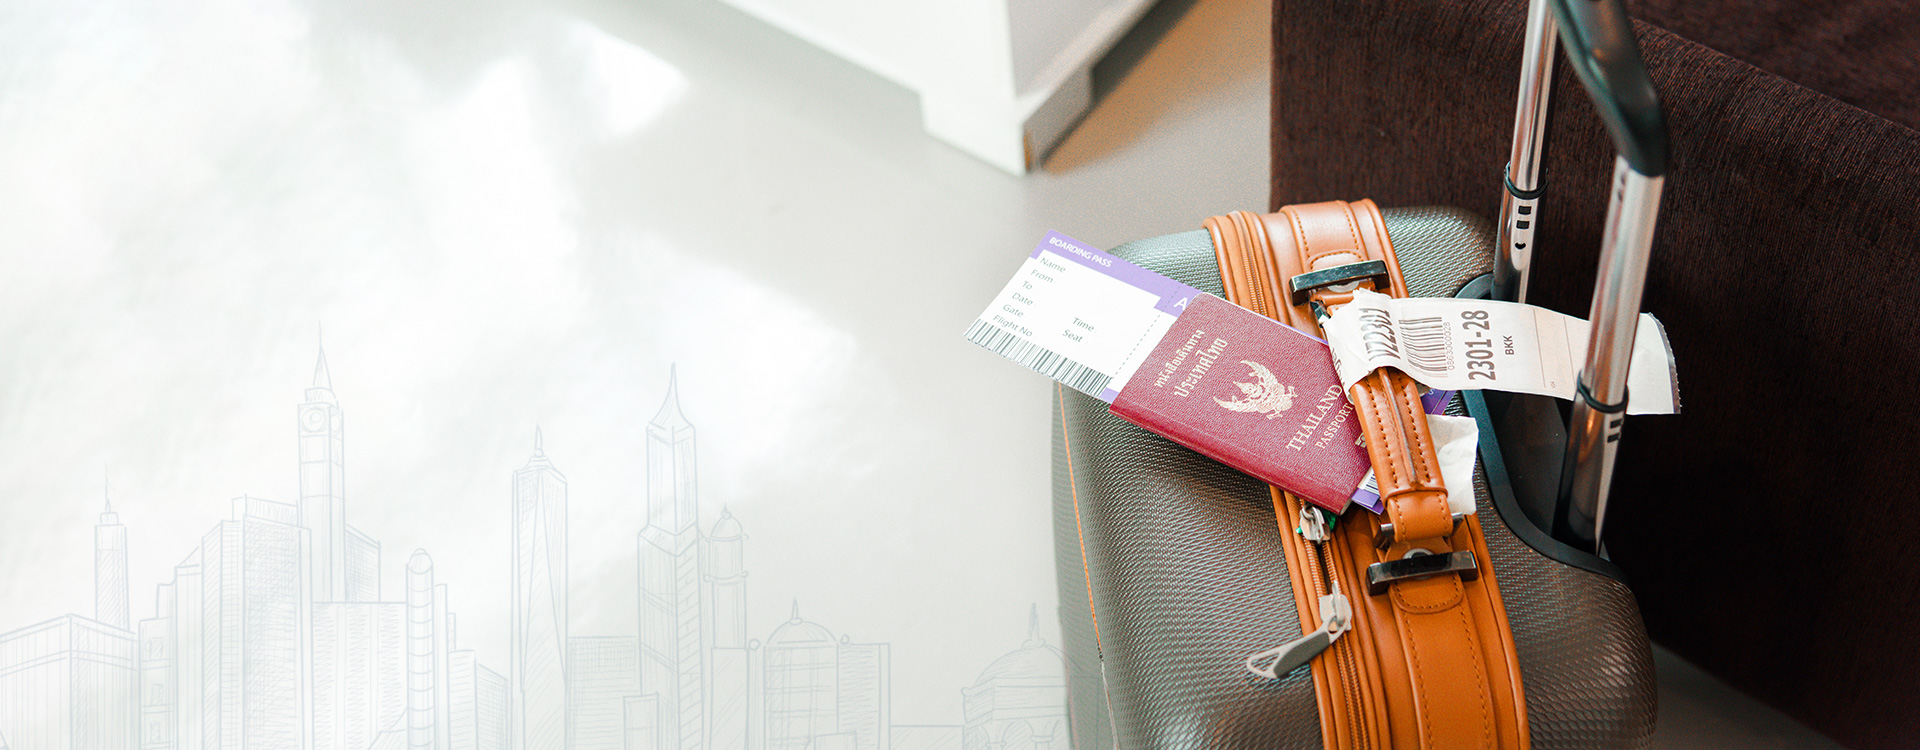 BOARDING PASS
Name
From
To
Date
Gate
Flight No
Time
Seat
A
หนังสือเดินทาง
ประเทศไทย
THAILAND
PASSPORT
2301-28
BKK